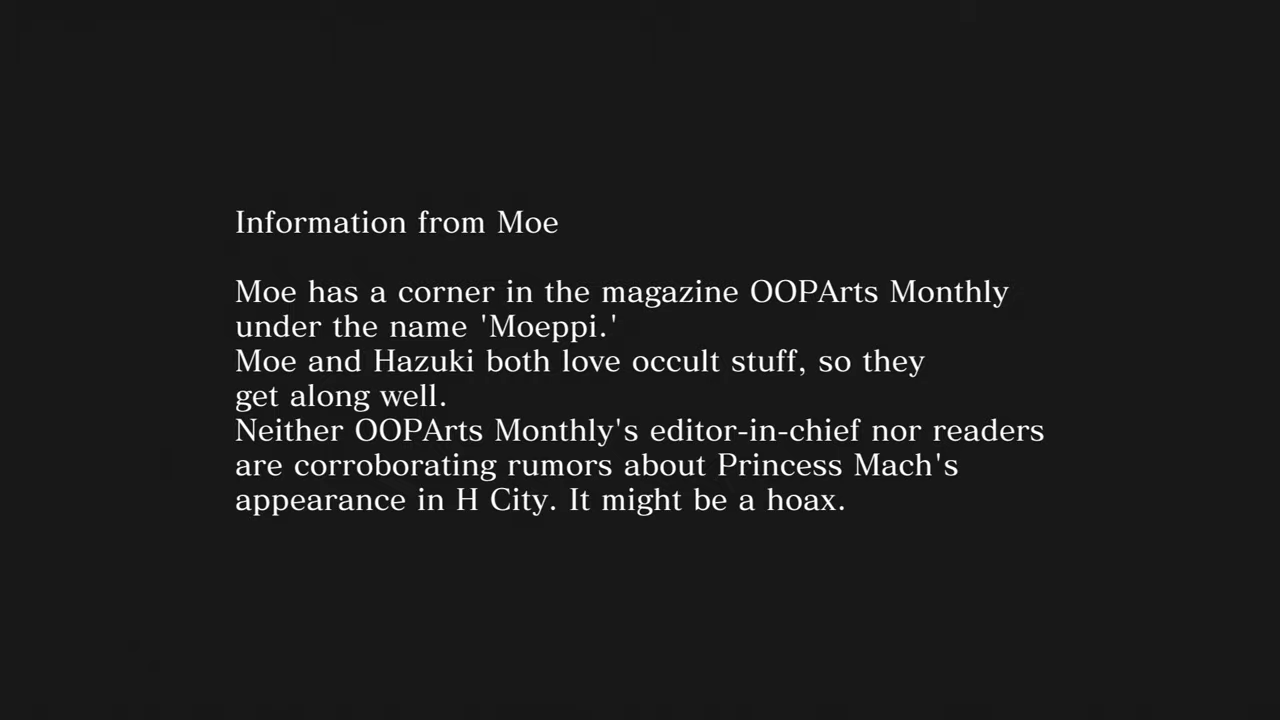 Information from Moe
Moe has a corner in the magazine OOPArts Monthly
under the name 'Moeppi.'
Moe and Hazuki both love occult stuff, so they
get along well.
Neither OOPArts Monthly's editor-in-chief nor readers
are corroborating rumors about Princess Mach's
appearance in H City. It might be a hoax.